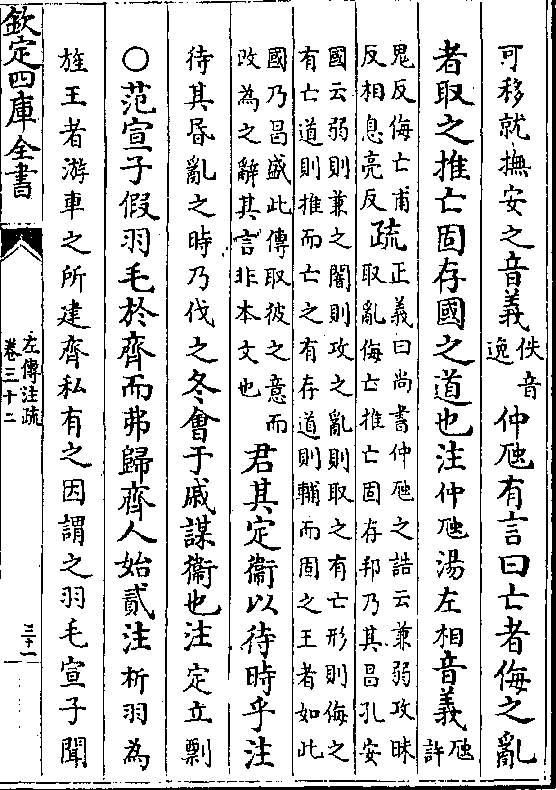 可移就撫安之音義佚音
逸仲虺有言曰亡者侮之亂
者取之推亡固存國之道也注仲虺湯左相音義虺許
鬼反侮亡甫
反相息亮反疏正義曰尚書仲虺之誥云兼弱攻昧
取亂侮亡推亡固存邦乃其昌孔安
國云弱則兼之闇則攻之亂則取之有亡形則侮之
有亡道則推而亡之有存道則輔而固之王者如此
國乃昌盛此傳取彼之意而
改為之辭其言非本文也君其定衞以待時乎注
待其昏亂之時乃伐之冬會于戚謀衞也注定立剽
○范宣子假羽毛於齊而弗歸齊人始貳注析羽為
旌王者游車之所建齊私有之因謂之羽毛宣子聞
欽定四庫全書
左傳注疏
卷三十二
三十一